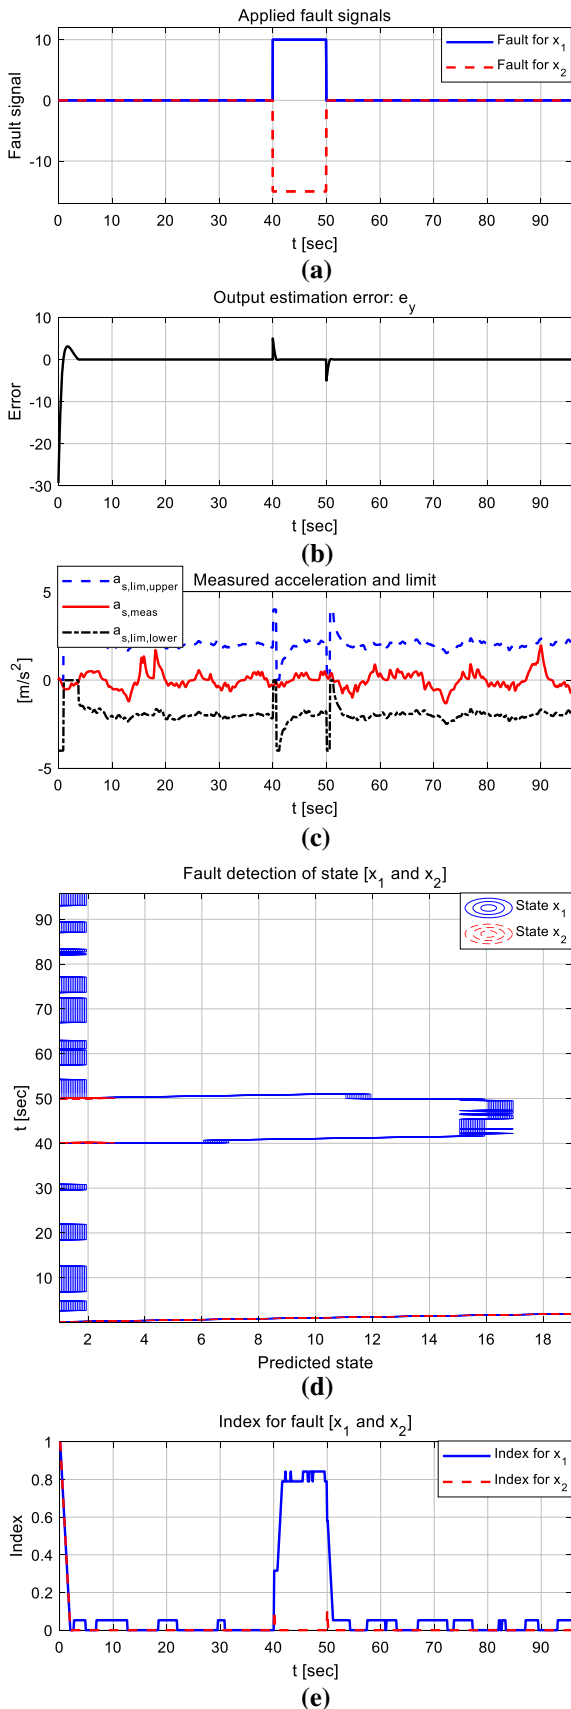 Applied fault signals
Fault for x1
Fault for x2
10
0
-10
Fault signal
0 10 20 30 40 50 60 70 80 90
t [sec]
(a)
Output estimation error: e_y
10
0
-10
-20
-30
Error
0 10 20 30 40 50 60 70 80 90
t [sec]
(b)
Measured acceleration and limit
a_s,lim,upper
a_s,meas
a_s,lim,lower
5
0
-5
[m/s²]
0 10 20 30 40 50 60 70 80 90
t [sec]
(c)
Fault detection of state [x1 and x2]
State x1
State x2
90
80
70
60
50
40
30
20
10
t [sec]
2 4 6 8 10 12 14 16 18
Predicted state
(d)
Index for fault [x1 and x2]
Index for x1
Index for x2
1
0.8
0.6
0.4
0.2
0
Index
0 10 20 30 40 50 60 70 80 90
t [sec]
(e)